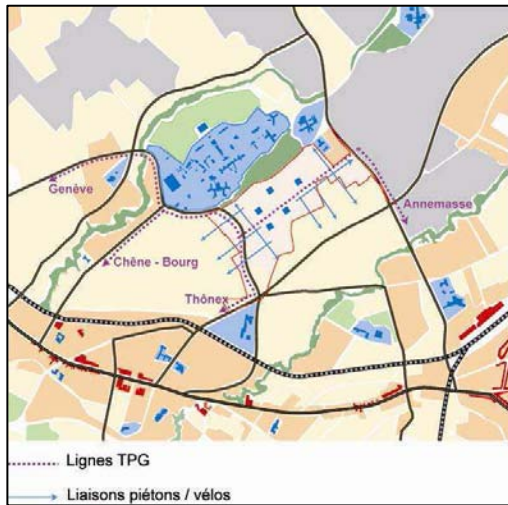 Genève
Annemasse
Chêne - Bourg
Thônex
Lignes TPG
Liaisons piétons / vélos